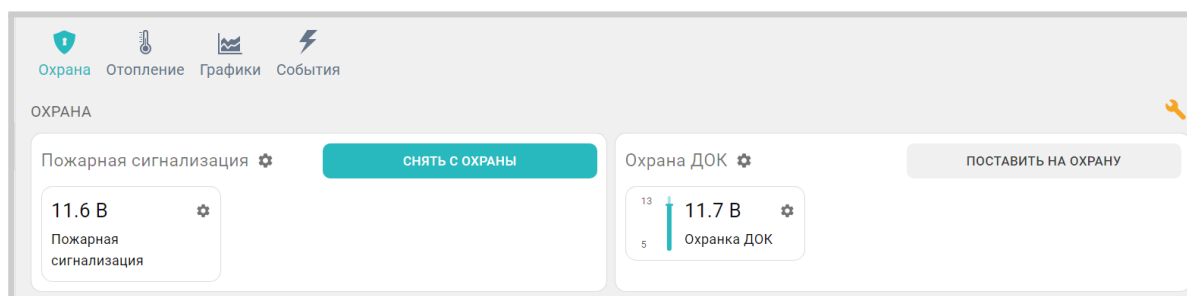 Охрана Отопление Графики События
ОХРАНА
Пожарная сигнализация СНЯТЬ С ОХРАНЫ
11.6 В
Пожарная
сигнализация
Охрана ДОК ПОСТАВИТЬ НА ОХРАНУ
13
11.7 В
5
Охранка ДОК